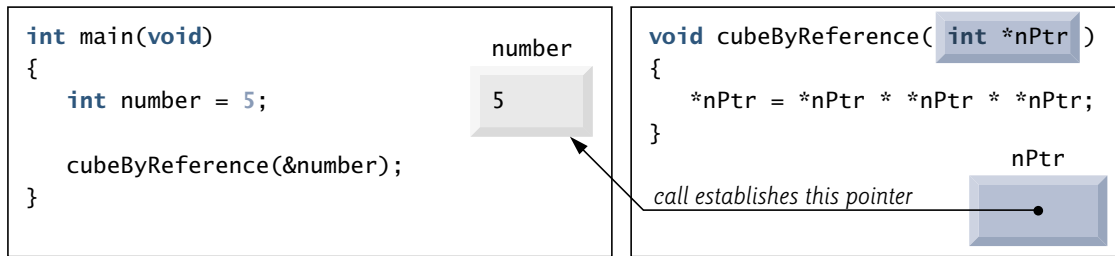 int main(void)
{
int number = 5;
cubeByReference(&number);
}
number
5
void cubeByReference( int *nPtr )
{
*nPtr = *nPtr * *nPtr * *nPtr;
}
nPtr
call establishes this pointer